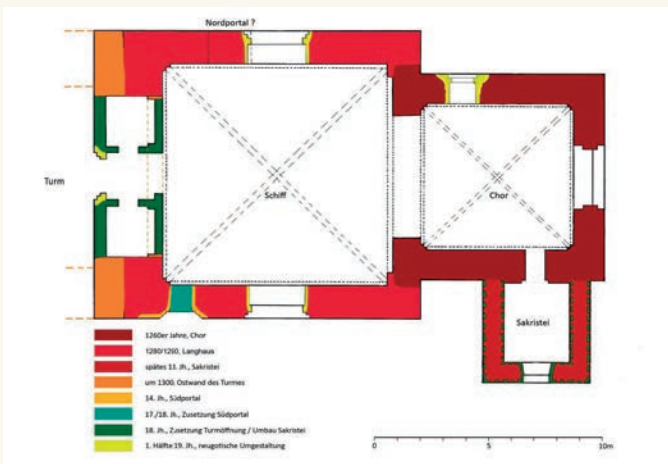 Nordportal ?
Turm
Schiff
Chor
Sakristei
1260er Jahre, Chor
1280/1260, Langhaus
spätes 13. Jh., Sakristei
um 1300, Ostwand des Turmes
14. Jh., Südportal
17./18. Jh., Zusetzung Südportal
18. Jh., Zusetzung Turmöffnung / Umbau Sakristei
1. Hälfte 19. Jh., neugotische Umgestaltung
0 5 10m